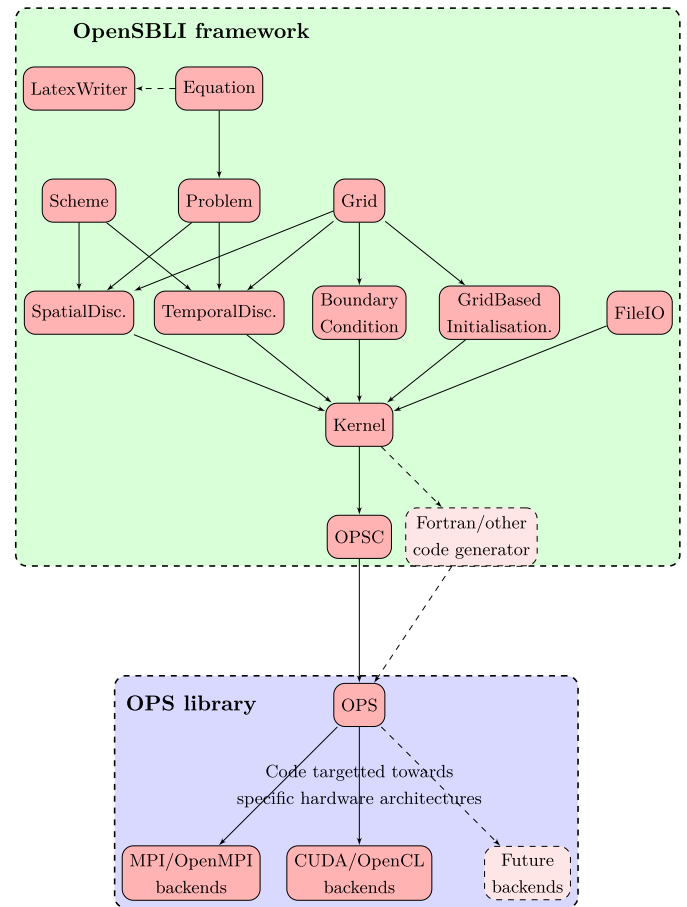 OpenSBLI framework
LatexWriter
Equation
Scheme
Problem
Grid
SpatialDisc.
TemporalDisc.
Boundary
Condition
GridBased
Initialisation.
FileIO
Kernel
OPSC
Fortran/other
code generator
OPS library
OPS
Code targetted towards
specific hardware architectures
MPI/OpenMPI
backends
CUDA/OpenCL
backends
Future
backends